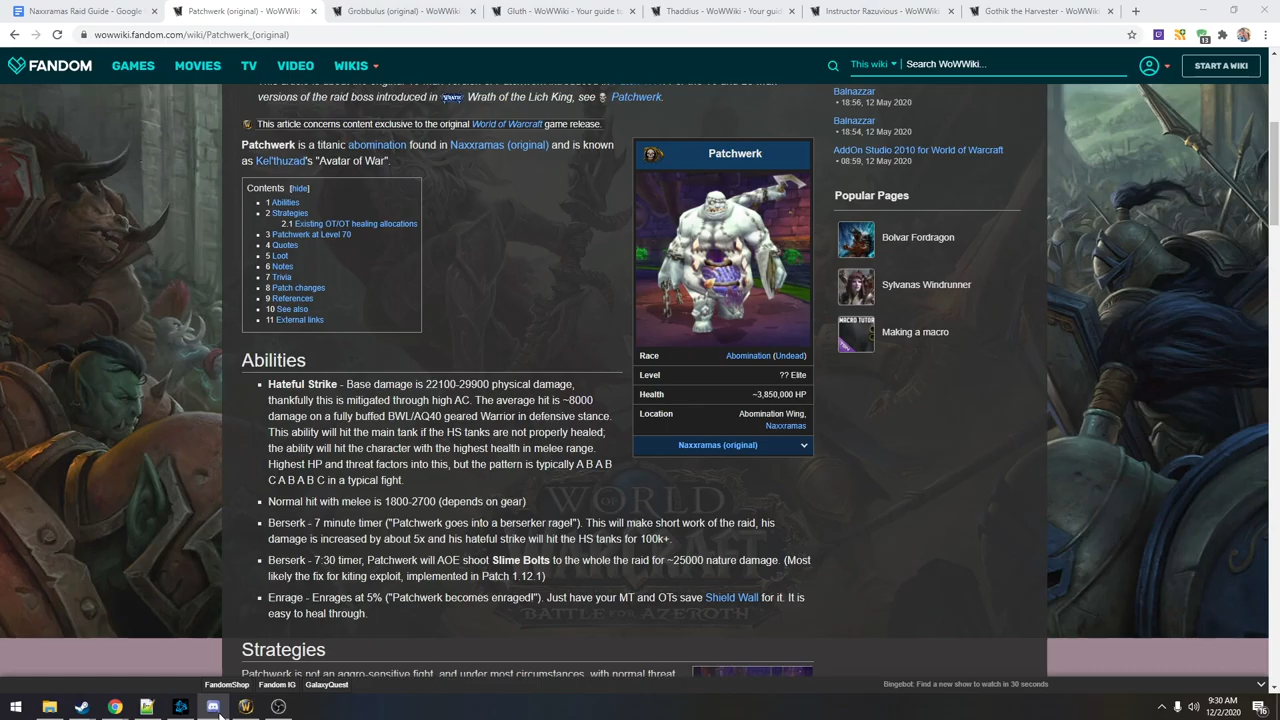 Naxxramas Raid Guide - Google
Patchwerk (original) - WoWWiki
Grobbulus (original) - WoWWiki
Gluth - WoWWiki - Your guide to
Thaddius - WoWWiki - Your guid
Instructor Razuvious - WoWWiki
Gothik the Harvester - WoWWiki
wowwiki.fandom.com/wiki/Patchwerk_(original)
13
FANDOM
GAMES
MOVIES
TV
VIDEO
WIKIS
This wiki
Search WoWWiki...
START A WIKI
versions of the raid boss introduced in Wrath of the Lich King, see Patchwerk.
This article concerns content exclusive to the original World of Warcraft game release.
Patchwerk is a titanic abomination found in Naxxramas (original) and is known
as Kel'thuzad's "Avatar of War".
Contents [hide]
1 Abilities
2 Strategies
2.1 Existing OT/OT healing allocations
3 Patchwerk at Level 70
4 Quotes
5 Loot
6 Notes
7 Trivia
8 Patch changes
9 References
10 See also
11 External links
Patchwerk
Race Abomination (Undead)
Level ?? Elite
Health ~3,850,000 HP
Location Abomination Wing,
Naxxramas
Naxxramas (original)
Abilities
Hateful Strike - Base damage is 22100-29900 physical damage,
thankfully this is mitigated through high AC. The average hit is ~8000
damage on a fully buffed BWL/AQ40 geared Warrior in defensive stance.
This ability will hit the main tank if the HS tanks are not properly healed;
the ability will hit the character with the highest health in melee range.
Highest HP and threat factors into this, but the pattern is typically A B A B
C A B A B C in a typical fight.
Normal hit with melee is 1800-2700 (depends on gear)
Berserk - 7 minute timer ("Patchwerk goes into a berserker rage!"). This will make short work of the raid, his
damage is increased by about 5x and his hateful strike will hit the HS tanks for 100k+.
Berserk - 7:30 timer, Patchwerk will AOE shoot Slime Bolts to the whole the raid for ~25000 nature damage. (Most
likely the fix for kiting exploit, implemented in Patch 1.12.1)
Enrage - Enrages at 5% ("Patchwerk becomes enraged!"). Just have your MT and OTs save Shield Wall for it. It is
easy to heal through.
Strategies
Patchwerk is not an aggro-sensitive fight, and under most circumstances, with normal threat
Balnazzar
• 18:56, 12 May 2020
Balnazzar
• 18:54, 12 May 2020
AddOn Studio 2010 for World of Warcraft
• 08:59, 12 May 2020
Popular Pages
Bolvar Fordragon
Sylvanas Windrunner
MACRO TUTOR
Making a macro
WORLD
OF
BATTLE FOR AZEROTH
FandomShop
Fandom IG
GalaxyQuest
Bingebot: Find a new show to watch in 30 seconds
9:30 AM
12/2/2020
16